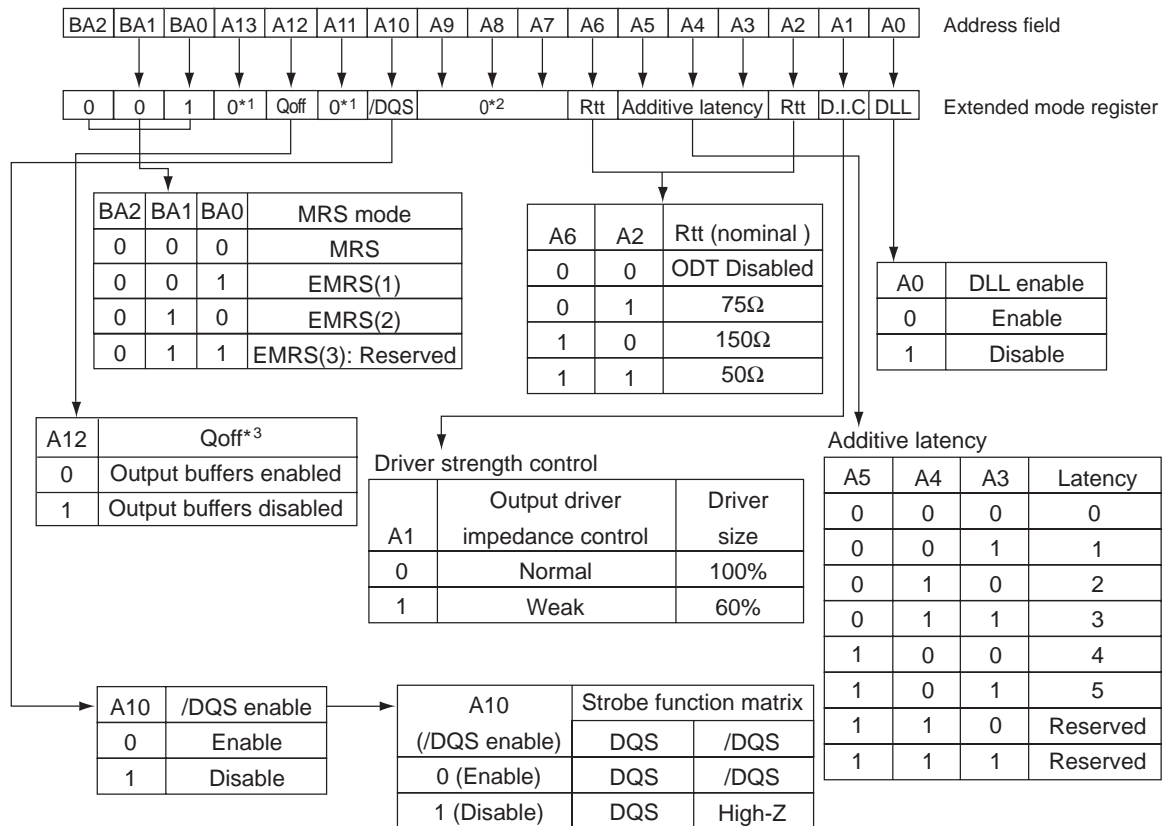 BA2 BA1 BA0 A13 A12 A11 A10 A9 A8 A7 A6 A5 A4 A3 A2 A1 A0 Address field
0 0 1 0*1 Qoff 0*1 /DQS 0*2 Rtt Additive latency Rtt D.I.C DLL Extended mode register
BA2 BA1 BA0 MRS mode
0 0 0 MRS
0 0 1 EMRS(1)
0 1 0 EMRS(2)
0 1 1 EMRS(3): Reserved
A6 A2 Rtt (nominal )
0 0 ODT Disabled
0 1 75Ω
1 0 150Ω
1 1 50Ω
A0 DLL enable
0 Enable
1 Disable
A12 Qoff*3
0 Output buffers enabled
1 Output buffers disabled
Driver strength control
A1 Output driver impedance control Driver size
0 Normal 100%
1 Weak 60%
Additive latency
A5 A4 A3 Latency
0 0 0 0
0 0 1 1
0 1 0 2
0 1 1 3
1 0 0 4
1 0 1 5
1 1 0 Reserved
1 1 1 Reserved
A10 /DQS enable
0 Enable
1 Disable
A10 Strobe function matrix
(/DQS enable) DQS /DQS
0 (Enable) DQS /DQS
1 (Disable) DQS High-Z